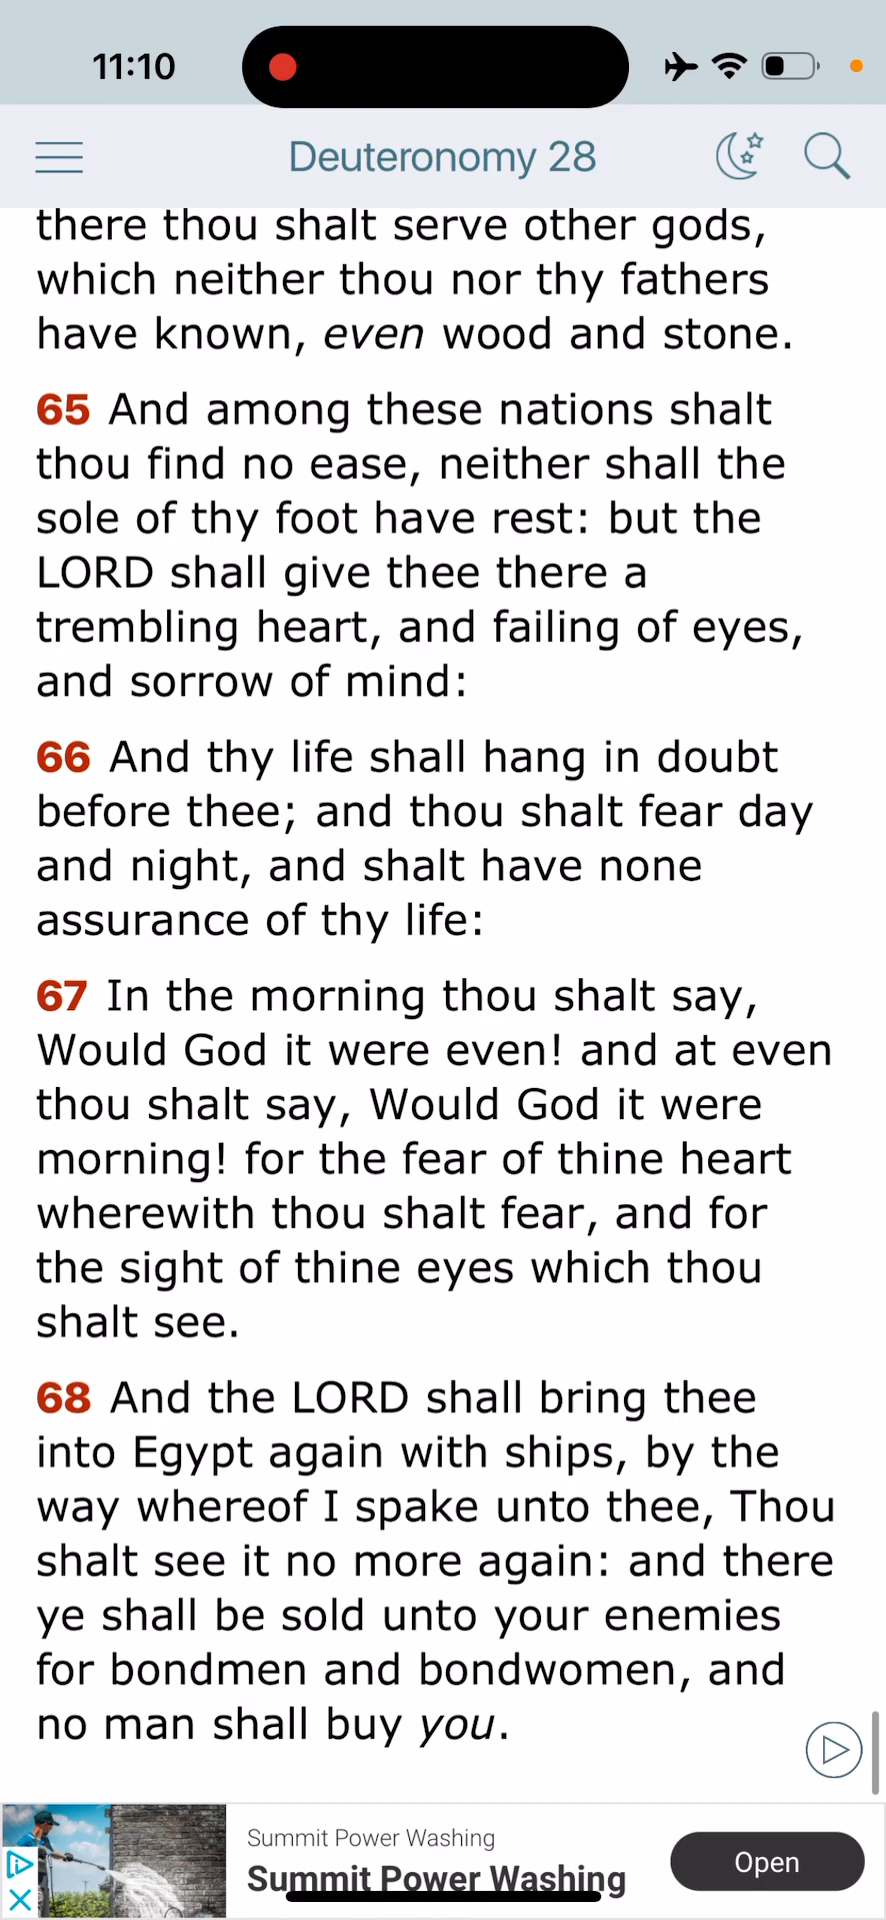 11:10
Deuteronomy 28
there thou shalt serve other gods,
which neither thou nor thy fathers
have known, even wood and stone.
65 And among these nations shalt
thou find no ease, neither shall the
sole of thy foot have rest: but the
LORD shall give thee there a
trembling heart, and failing of eyes,
and sorrow of mind:
66 And thy life shall hang in doubt
before thee; and thou shalt fear day
and night, and shalt have none
assurance of thy life:
67 In the morning thou shalt say,
Would God it were even! and at even
thou shalt say, Would God it were
morning! for the fear of thine heart
wherewith thou shalt fear, and for
the sight of thine eyes which thou
shalt see.
68 And the LORD shall bring thee
into Egypt again with ships, by the
way whereof I spake unto thee, Thou
shalt see it no more again: and there
ye shall be sold unto your enemies
for bondmen and bondwomen, and
no man shall buy you.
Summit Power Washing
Summit Power Washing
Open